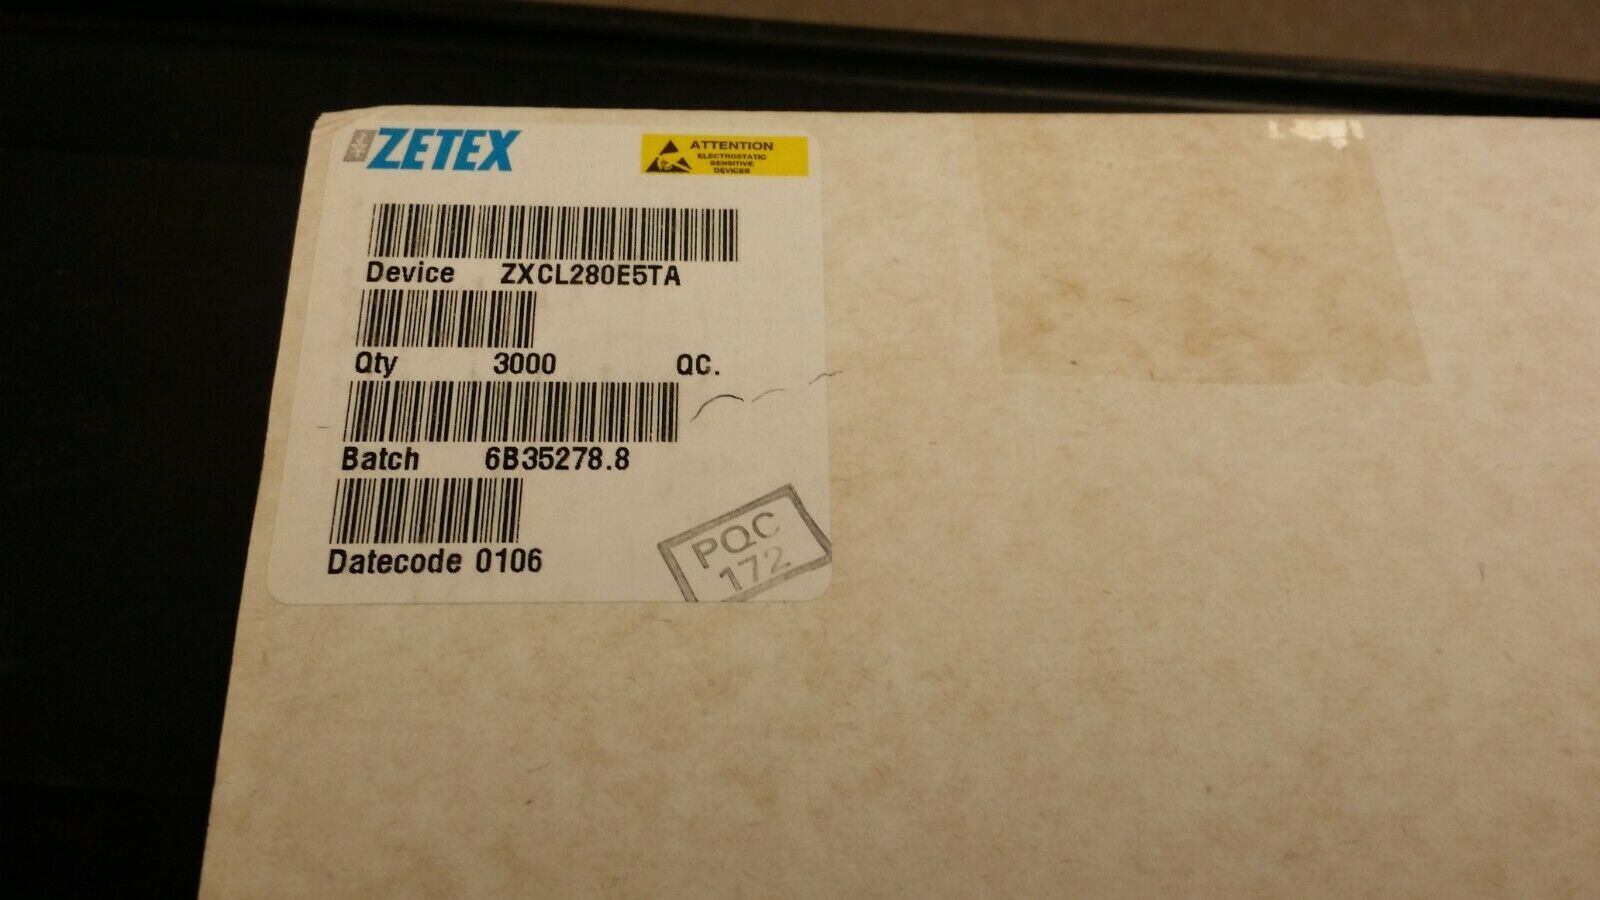 ZETEX
ATTENTION
ELECTROSTATIC
SENSITIVE
DEVICES
Device ZXCL280E5TA
Qty 3000 QC.
Batch 6B35278.8
Datecode 0106
PQC
172